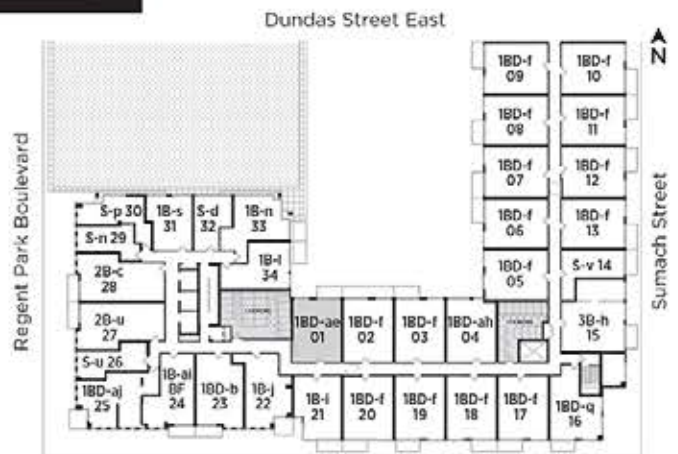 Dundas Street East
N
Regent Park Boulevard
Sumach Street
1BD-f
09
1BD-f
10
1BD-f
08
1BD-f
11
1BD-f
07
1BD-f
12
1BD-f
06
1BD-f
13
1BD-f
05
S-v 14
3B-h
15
S-p 30
1B-s
31
S-d
32
1B-n
33
S-n 29
1B-l
34
2B-c
28
2B-u
27
S-u 26
1BD-aj
25
1B-ai
BF
24
1BD-b
23
1B-j
22
1BD-ae
01
1BD-f
02
1BD-f
03
1BD-ah
04
1B-i
21
1BD-f
20
1BD-f
19
1BD-f
18
1BD-f
17
1BD-q
16